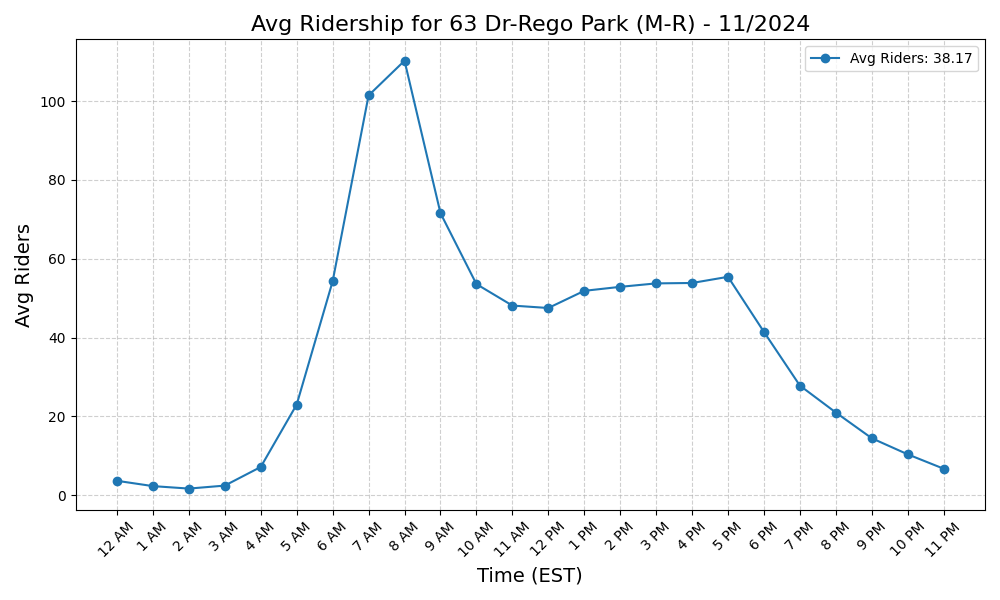 Avg Ridership for 63 Dr-Rego Park (M-R) - 11/2024
Avg Riders: 38.17
Avg Riders
100
80
60
40
20
0
12 AM
1 AM
2 AM
3 AM
4 AM
5 AM
6 AM
7 AM
8 AM
9 AM
10 AM
11 AM
12 PM
1 PM
2 PM
3 PM
4 PM
5 PM
6 PM
7 PM
8 PM
9 PM
10 PM
11 PM
Time (EST)